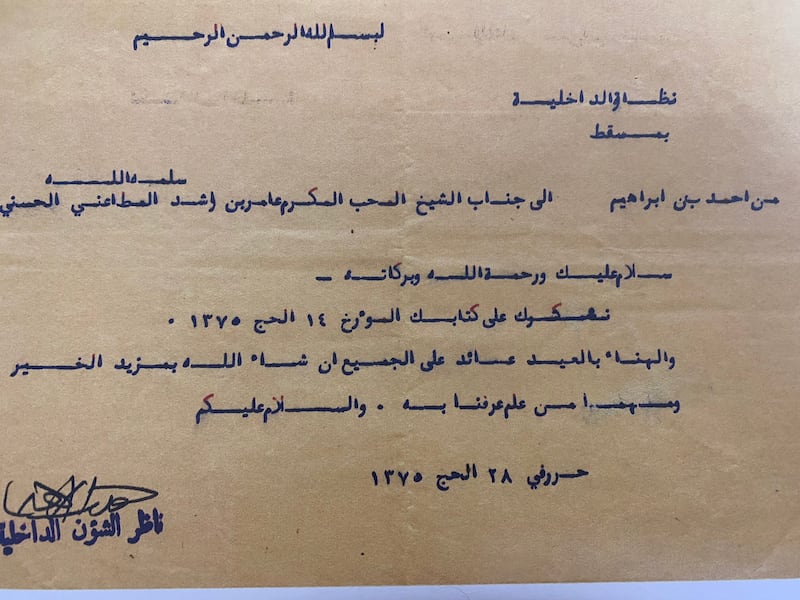 بسم الله الرحمن الرحيم
نظارة الداخلية
بمسقط
سلمه الله
من احمد بن ابراهيم الى جناب الشيخ المحب المكرم عامر بن راشد المطاعني الحسني
سلام عليك ورحمة الله وبركاته _
نشكرك على كتابك المؤرخ ١٤ الحج ١٣٧٥ .
والهناء بالعيد عائد على الجميع ان شاء الله بمزيد الخير
ومهما من علم عرفنا به . والسلام عليكم
حرر في ٢٨ الحج ١٣٧٥
ناظر الشؤن الداخلية